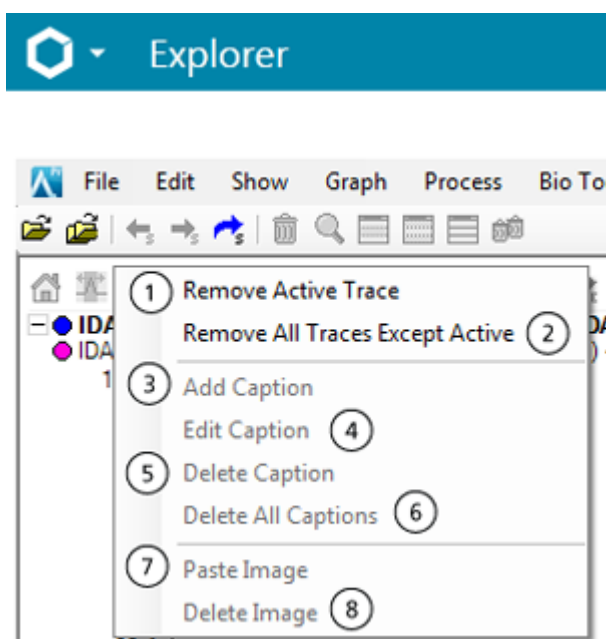 Explorer
File Edit Show Graph Process Bio
s s s
1 Remove Active Trace
Remove All Traces Except Active 2
IDA
3 Add Caption
1
Edit Caption 4
5 Delete Caption
Delete All Captions 6
7 Paste Image
Delete Image 8